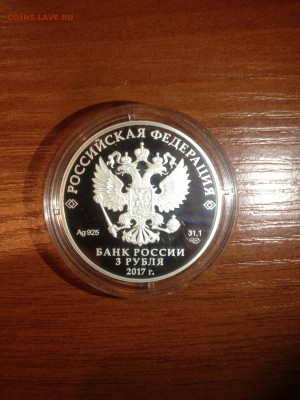 COINS.LAVE.RU
РОССИЙСКАЯ ФЕДЕРАЦИЯ
Ag 925
31,1
БАНК РОССИИ
3 РУБЛЯ
2017 г.